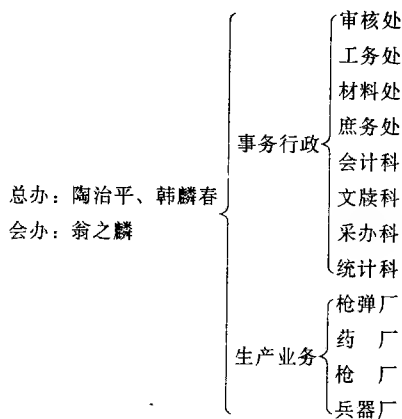 审核处
工务处
材料处
庶务处
事务行政
会计科
文牍科
采办科
统计科
总办：陶治平、韩麟春
会办：翁之麟
枪弹厂
药 厂
生产业务
枪 厂
兵器厂